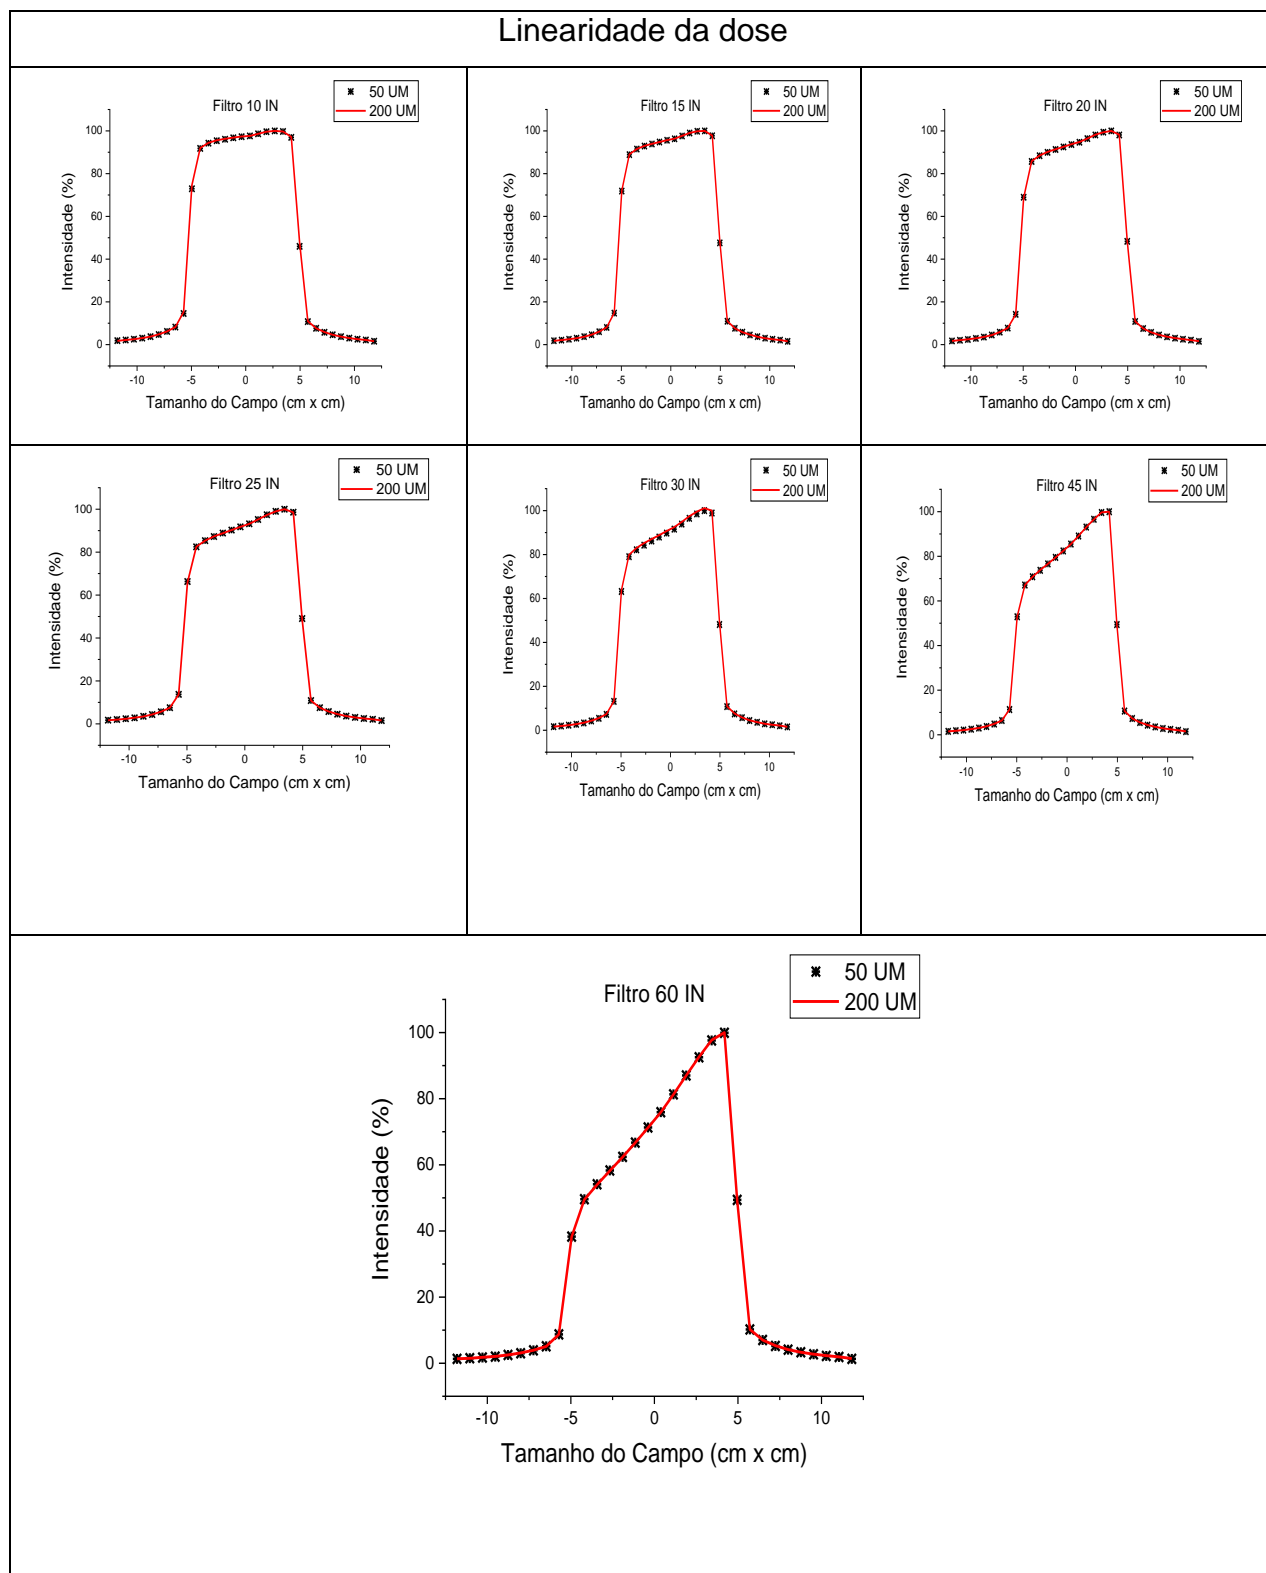 Linearidade da dose
Filtro 10 IN
50 UM
200 UM
100
80
60
40
20
0
Intensidade (%)
-10 -5 0 5 10
Tamanho do Campo (cm x cm)
Filtro 15 IN
50 UM
200 UM
100
80
60
40
20
0
Intensidade (%)
-10 -5 0 5 10
Tamanho do Campo (cm x cm)
Filtro 20 IN
50 UM
200 UM
100
80
60
40
20
0
Intensidade (%)
-10 -5 0 5 10
Tamanho do Campo (cm x cm)
Filtro 25 IN
50 UM
200 UM
100
80
60
40
20
0
Intensidade (%)
-10 -5 0 5 10
Tamanho do Campo (cm x cm)
Filtro 30 IN
50 UM
200 UM
100
80
60
40
20
0
Intensidade (%)
-10 -5 0 5 10
Tamanho do Campo (cm x cm)
Filtro 45 IN
50 UM
200 UM
100
80
60
40
20
0
Intensidade (%)
-10 -5 0 5 10
Tamanho do Campo (cm x cm)
Filtro 60 IN
50 UM
200 UM
100
80
60
40
20
0
Intensidade (%)
-10 -5 0 5 10
Tamanho do Campo (cm x cm)